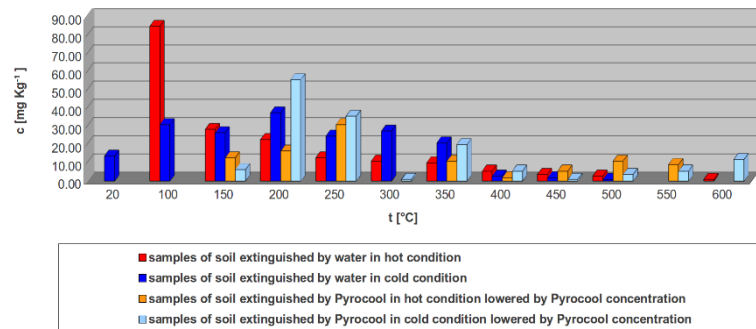 90.00
80.00
70.00
60.00
50.00
40.00
30.00
20.00
10.00
0.00
c [mg Kg⁻¹]
20 100 150 200 250 300 350 400 450 500 550 600
t [°C]
samples of soil extinguished by water in hot condition
samples of soil extinguished by water in cold condition
samples of soil extinguished by Pyrocool in hot condition lowered by Pyrocool concentration
samples of soil extinguished by Pyrocool in cold condition lowered by Pyrocool concentration